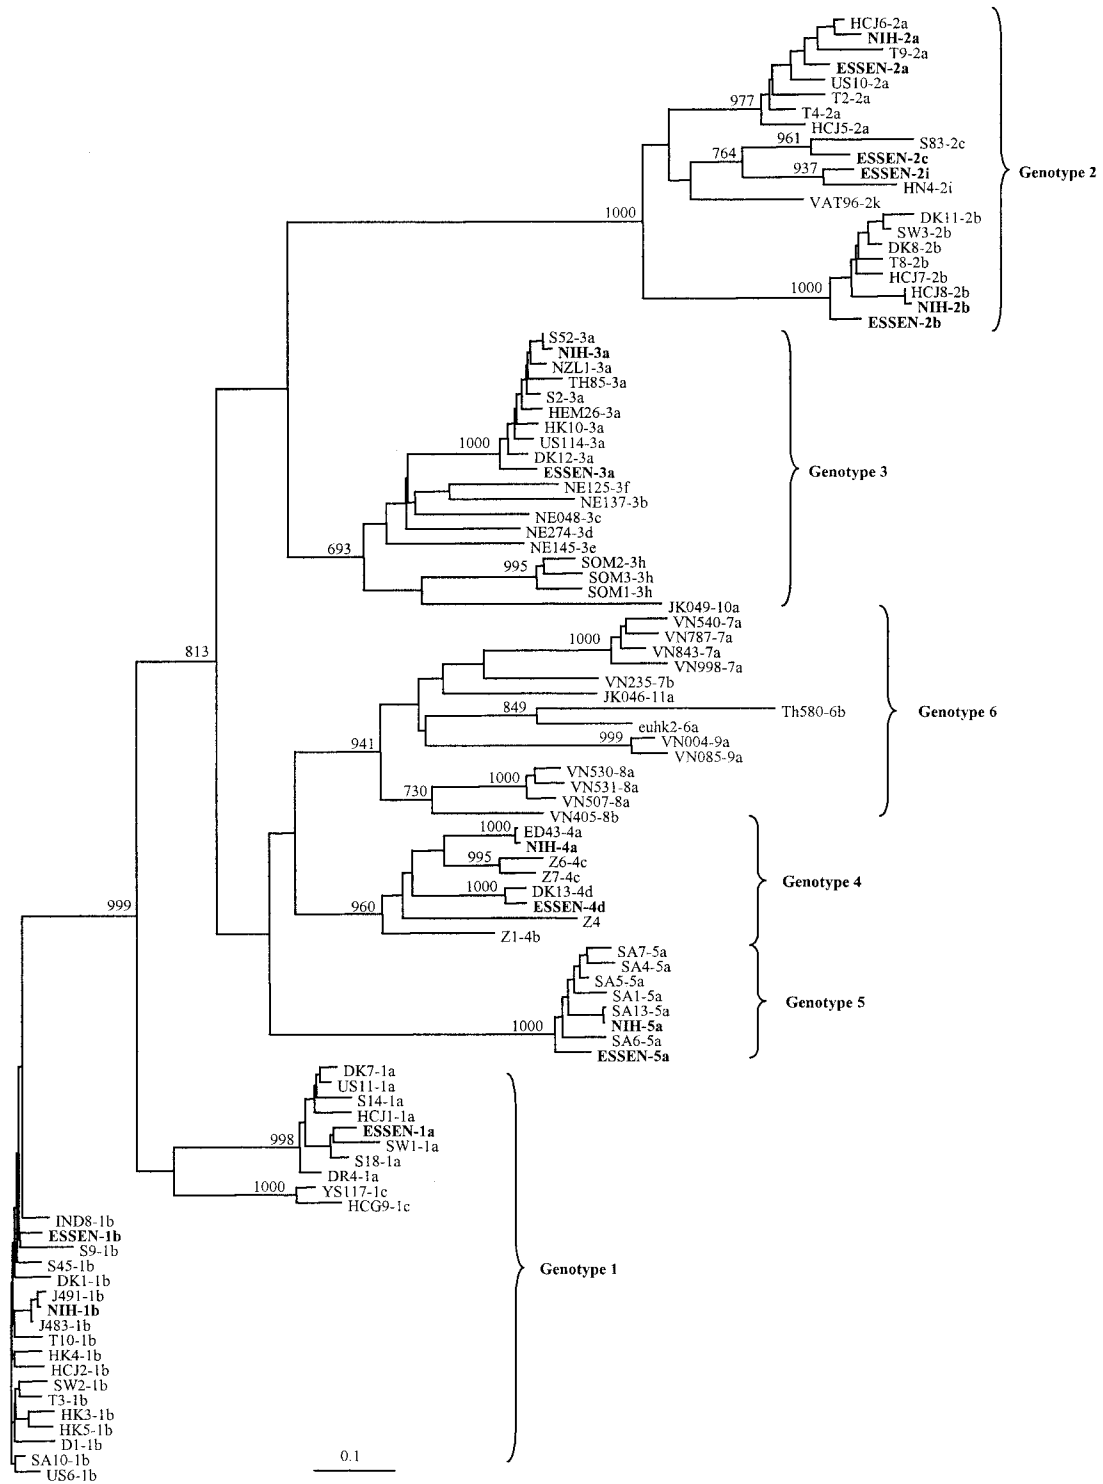 HCJ6-2a
NIH-2a
T9-2a
ESSEN-2a
US10-2a
T2-2a
977
T4-2a
HCJ5-2a
961
S83-2c
764
ESSEN-2c
937
ESSEN-2i
Genotype 2
HN4-2i
VAT96-2k
1000
DK11-2b
SW3-2b
DK8-2b
T8-2b
HCJ7-2b
1000
HCJ8-2b
NIH-2b
ESSEN-2b
S52-3a
NIH-3a
NZL1-3a
TH85-3a
S2-3a
HEM26-3a
HK10-3a
1000
US114-3a
DK12-3a
ESSEN-3a
Genotype 3
NE125-3f
NE137-3b
NE048-3c
NE274-3d
693
NE145-3e
995
SOM2-3h
SOM3-3h
SOM1-3h
JK049-10a
VN540-7a
1000
VN787-7a
813
VN843-7a
VN998-7a
VN235-7b
JK046-11a
849
Th580-6b
Genotype 6
euhk2-6a
941
999
VN004-9a
VN085-9a
VN530-8a
1000
VN531-8a
730
VN507-8a
VN405-8b
1000
ED43-4a
NIH-4a
995
Z6-4c
Z7-4c
Genotype 4
1000
DK13-4d
999
960
ESSEN-4d
Z4
Z1-4b
SA7-5a
SA4-5a
SA5-5a
SA1-5a
Genotype 5
SA13-5a
1000
NIH-5a
SA6-5a
ESSEN-5a
DK7-1a
US11-1a
S14-1a
HCJ1-1a
ESSEN-1a
998
SW1-1a
S18-1a
DR4-1a
1000
YS117-1c
HCG9-1c
IND8-1b
ESSEN-1b
S9-1b
S45-1b
Genotype 1
DK1-1b
J491-1b
NIH-1b
J483-1b
T10-1b
HK4-1b
HCJ2-1b
SW2-1b
T3-1b
HK3-1b
HK5-1b
D1-1b
0.1
SA10-1b
US6-1b